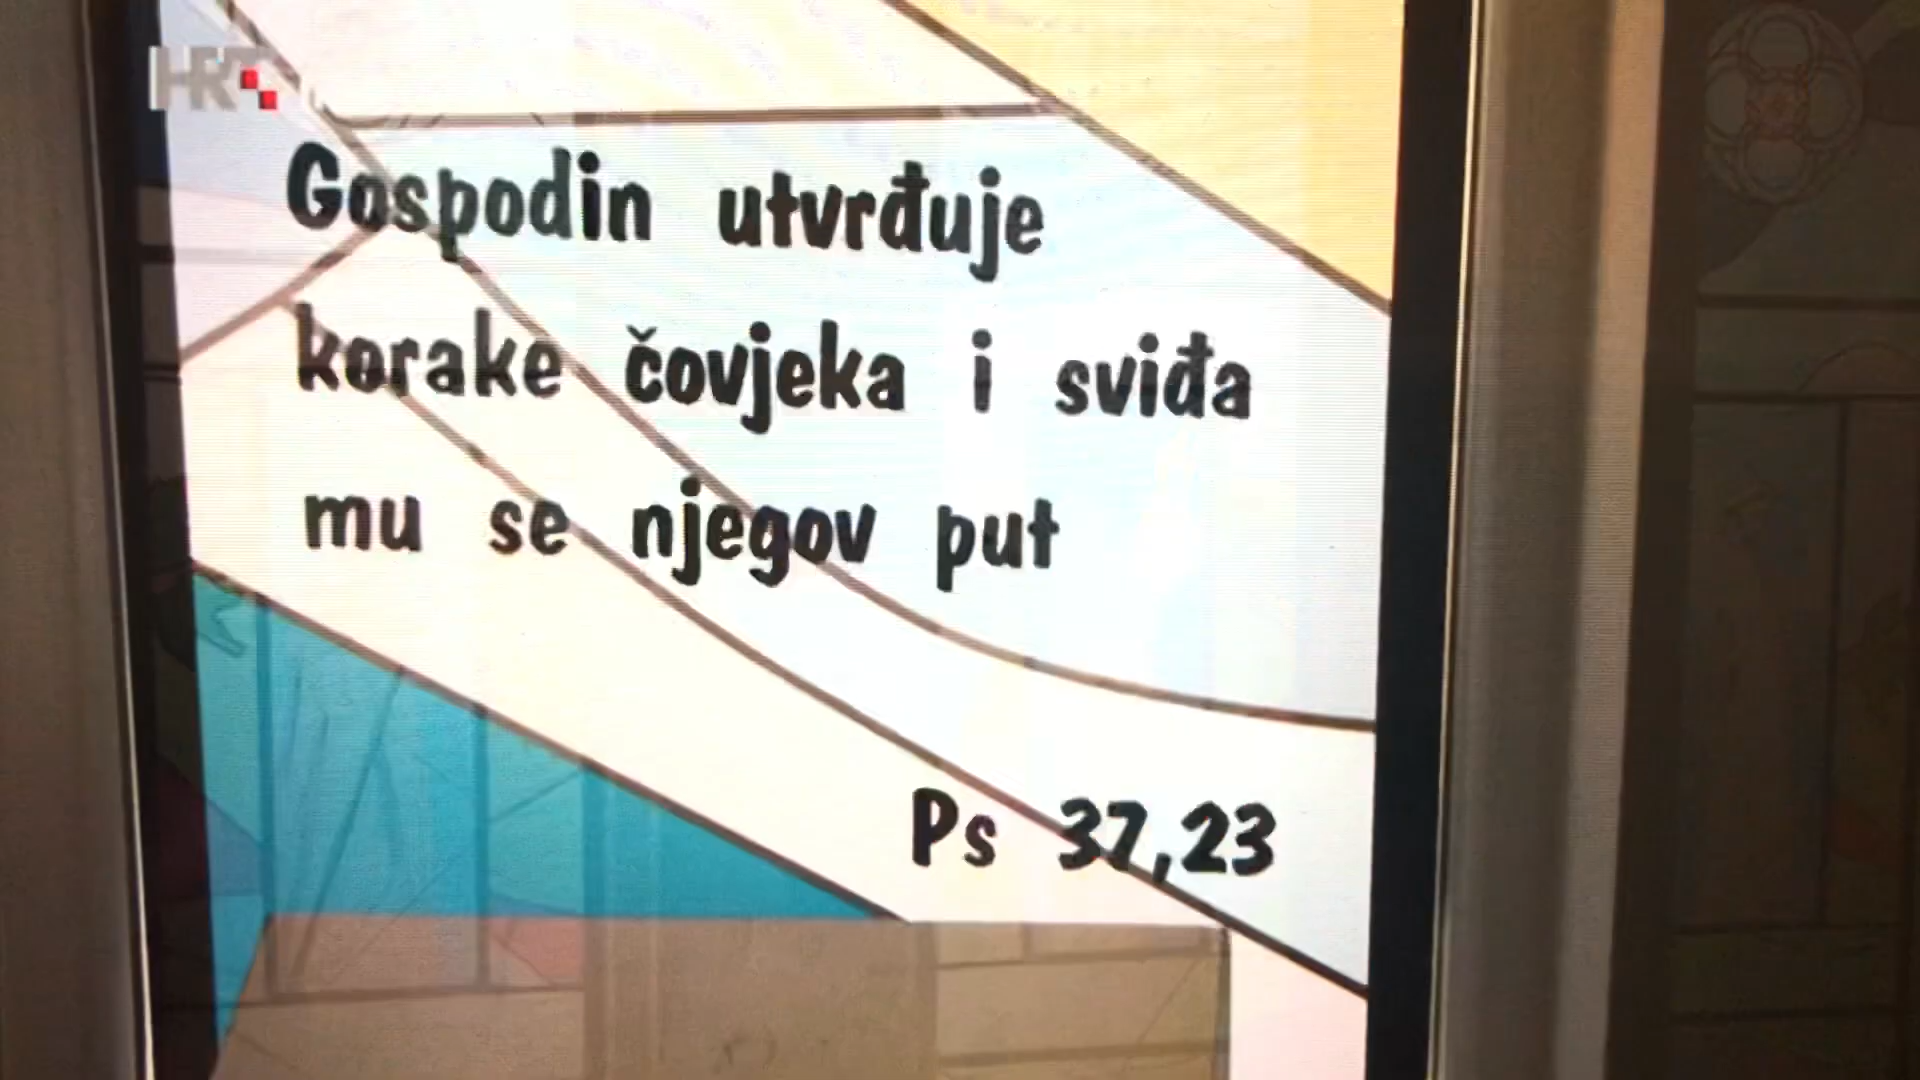 HRT
Gospodin utvrđuje
korake čovjeka i sviđa
mu se njegov put
Ps 37,23